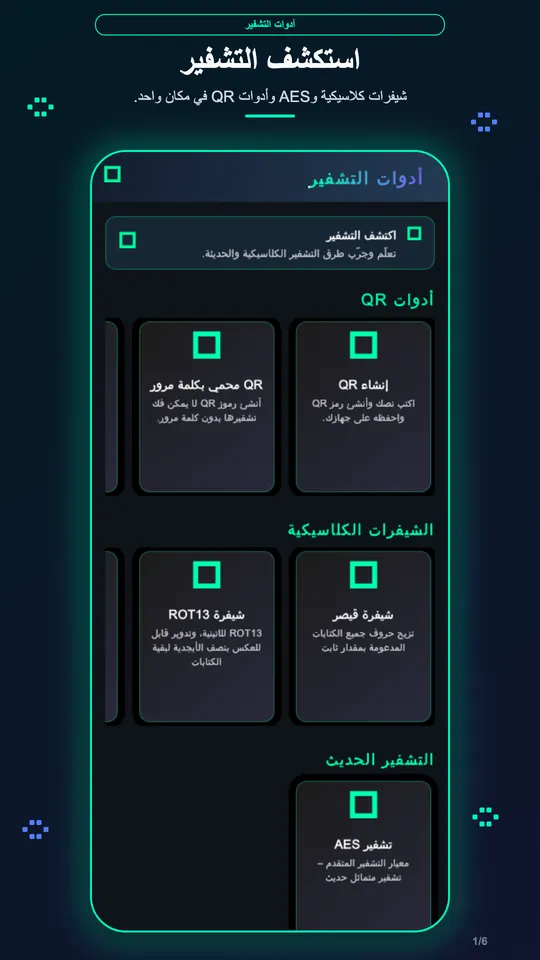 أدوات التشفير
استكشف التشفير
شيفرات كلاسيكية وAES وأدوات QR في مكان واحد.
أدوات التشفير
اكتشف التشفير
تعلّم وجرّب طرق التشفير الكلاسيكية والحديثة.
أدوات QR
إنشاء QR
اكتب نصك وأنشئ رمز QR
واحفظه على جهازك.
QR محمي بكلمة مرور
أنشئ رموز QR لا يمكن فك
تشفيرها بدون كلمة مرور.
الشيفرات الكلاسيكية
شيفرة قيصر
تزيح حروف جميع الكتابات
المدعومة بمقدار ثابت
شيفرة ROT13
ROT13 للاتينية، وتدوير قابل
للعكس بنصف الأبجدية لبقية
الكتابات
التشفير الحديث
تشفير AES
معيار التشفير المتقدم –
تشفير متماثل حديث
1/6